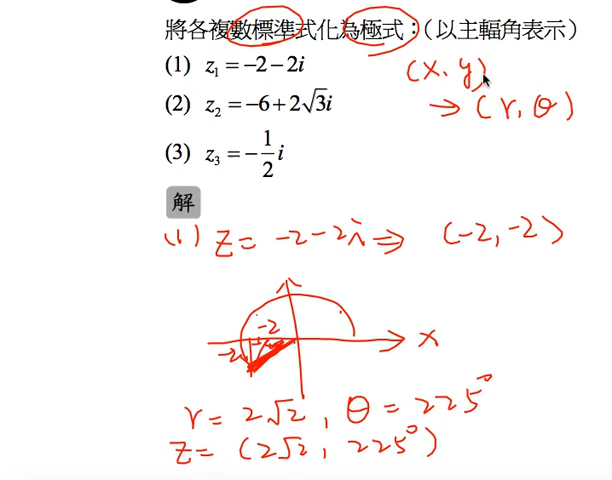 將各複數標準式化為極式：（以主輻角表示）
(1) z₁ = −2 − 2i
(x, y)
(2) z₂ = −6 + 2√3i
→ (r, θ)
(3) z₃ = −1/2 i
解
(1) z = -2-2i ⇒ (-2, -2)
-2
-2
x
r = 2√2, θ = 225°
z = (2√2, 225°)